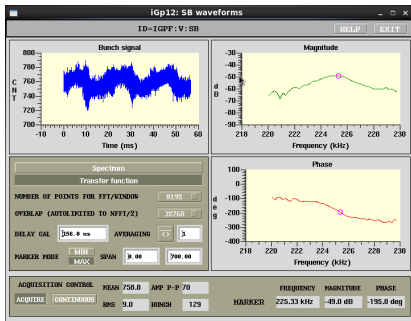 iGp12: SB waveforms
ID=IGPF:V:SB
HELP EXIT
Bunch signal
800
780
760
740
720
700
CNT
-10 0 10 20 30 40 50 60
Time (ms)
Magnitude
-30
-40
-50
-60
-70
-80
-90
dB
218 220 222 224 226 228 230
Frequency (kHz)
Spectrum
Transfer function
NUMBER OF POINTS FOR FFT/WINDOW 8192
OVERLAP (AUTOLIMITED TO NFFT/2) 32768
DELAY CAL 356.0 ns AVERAGING <> 1
MARKER MODE MIN MAX SPAN 0.00 700.00
Phase
100
0
-100
-200
-300
-400
deg
218 220 222 224 226 228 230
Frequency (kHz)
ACQUISITION CONTROL
ACQUIRE CONTINUOUS
MEAN 758.8 AMP P-P 70
RMS 9.0 BUNCH 129
FREQUENCY MAGNITUDE PHASE
MARKER 225.33 kHz -49.0 dB -195.0 deg